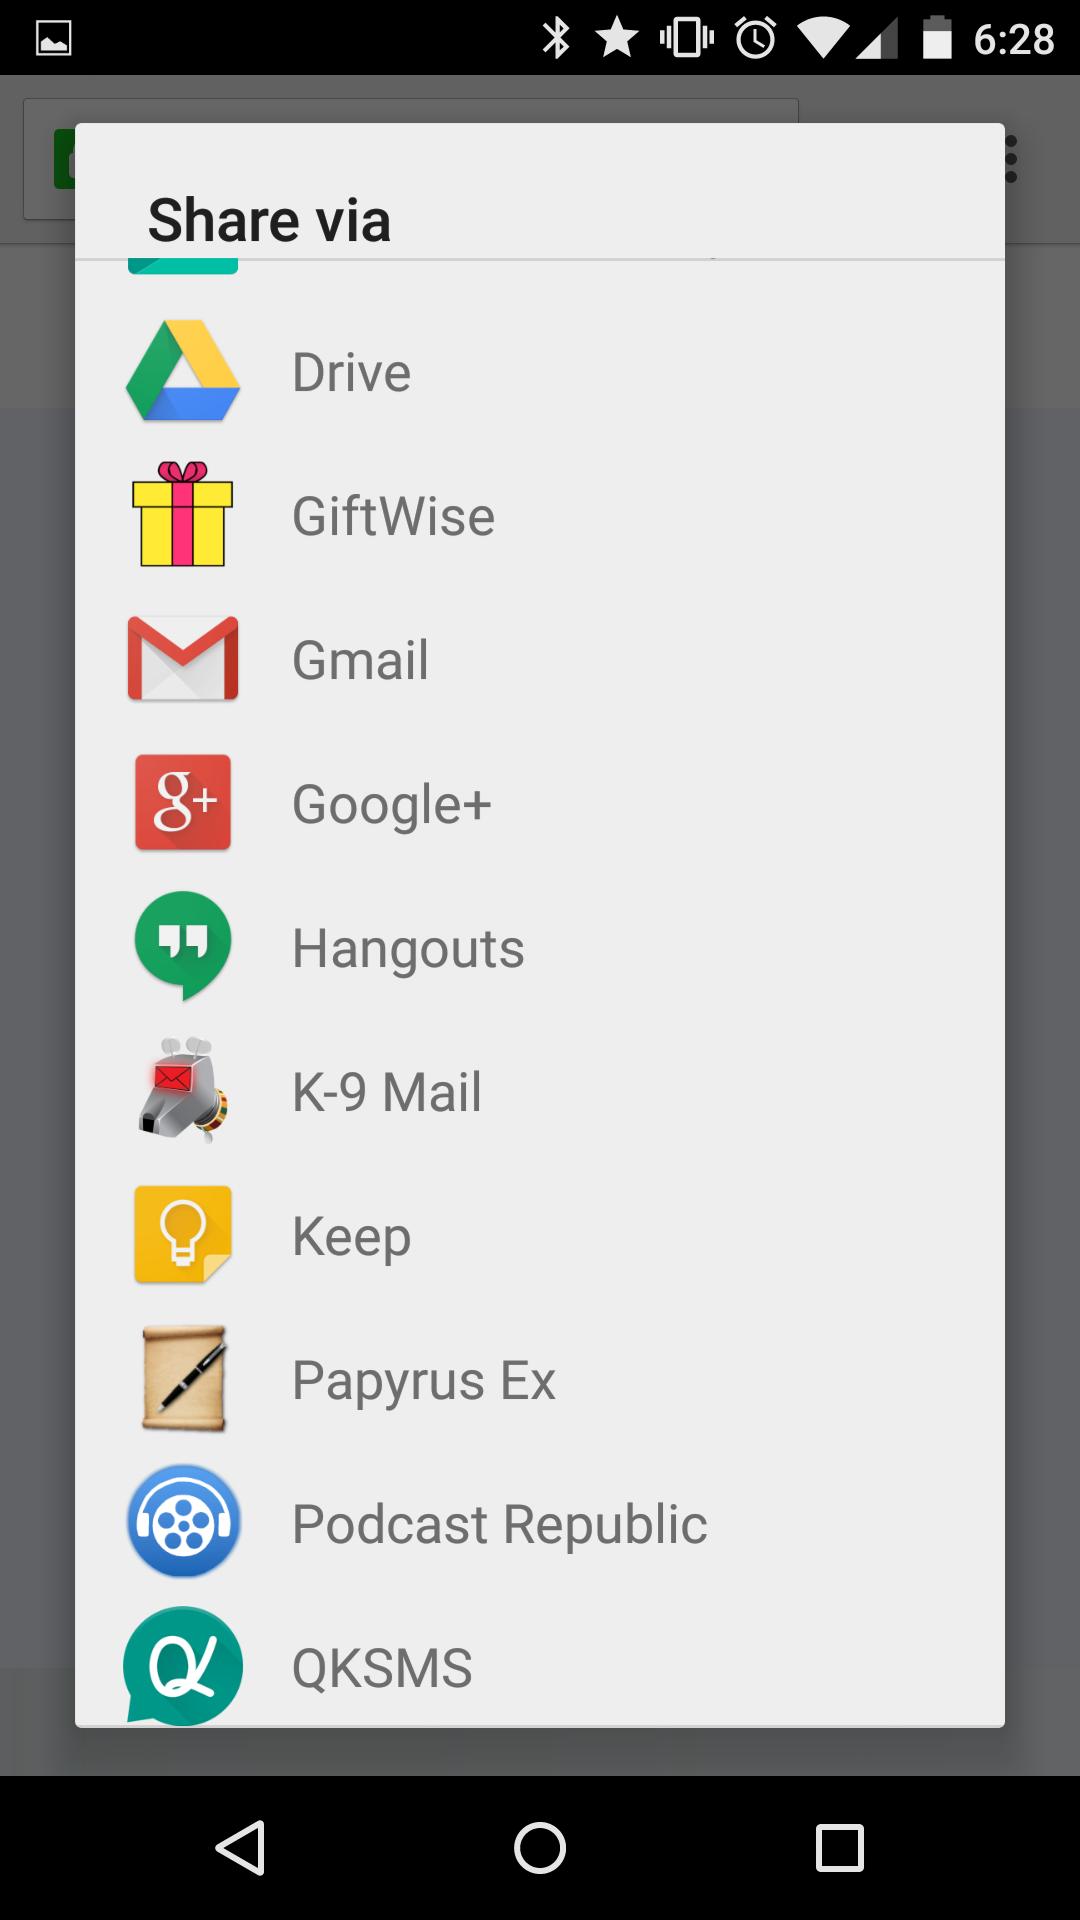 6:28
Share via
Drive
GiftWise
Gmail
g+
Google+
Hangouts
K-9 Mail
Keep
Papyrus Ex
Podcast Republic
QKSMS